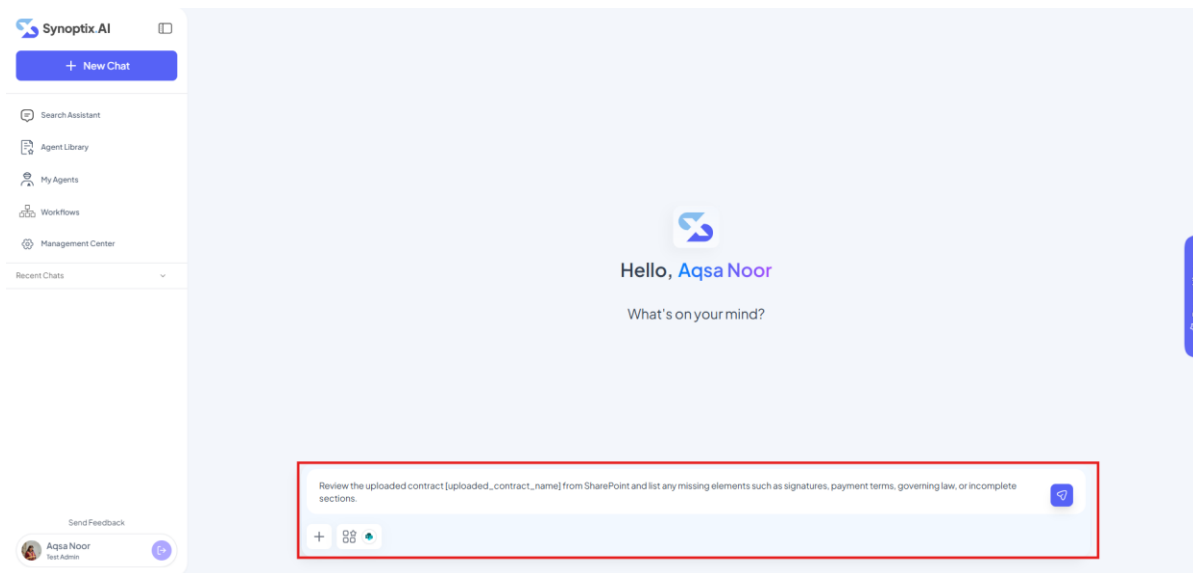 Synoptix.AI
+ New Chat
Search Assistant
Agent Library
My Agents
Workflows
Management Center
Recent Chats
Send Feedback
Aqsa Noor
Test Admin
Hello, Aqsa Noor
What's on your mind?
Review the uploaded contract [uploaded_contract_name] from SharePoint and list any missing elements such as signatures, payment terms, governing law, or incomplete
sections.